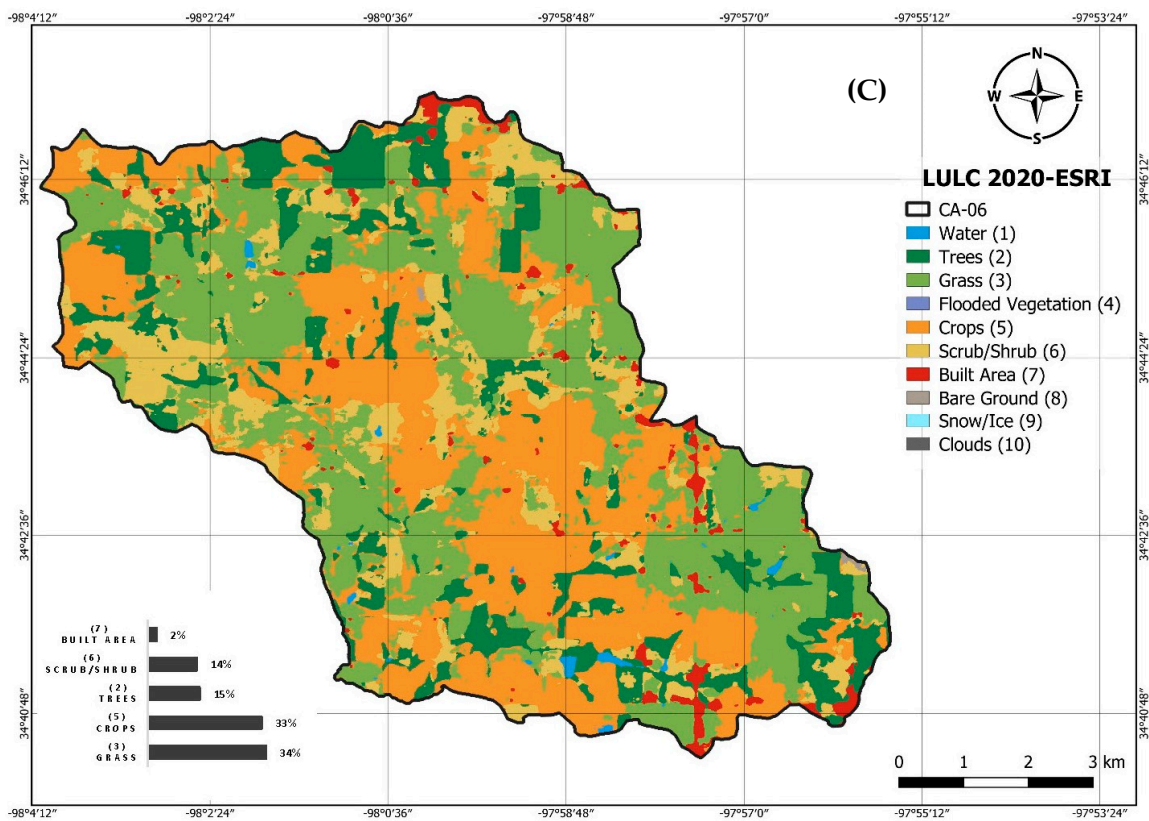 -98°4′12″ -98°2′24″ -98°0′36″ -97°58′48″ -97°57′0″ -97°55′12″ -97°53′24″
(C)
N
W E
S
34°46′12″ 34°46′12″
LULC 2020-ESRI
CA-06
Water (1)
Trees (2)
Grass (3)
Flooded Vegetation (4)
Crops (5)
Scrub/Shrub (6)
Built Area (7)
Bare Ground (8)
Snow/Ice (9)
Clouds (10)
34°44′24″ 34°44′24″
34°42′36″ 34°42′36″
(7)
BUILT AREA 2%
(6)
SCRUB/SHRUB 14%
(2)
TREES 15%
(5)
CROPS 33%
(3)
GRASS 34%
34°40′48″ 34°40′48″
0 1 2 3 km
-98°4′12″ -98°2′24″ -98°0′36″ -97°58′48″ -97°57′0″ -97°55′12″ -97°53′24″